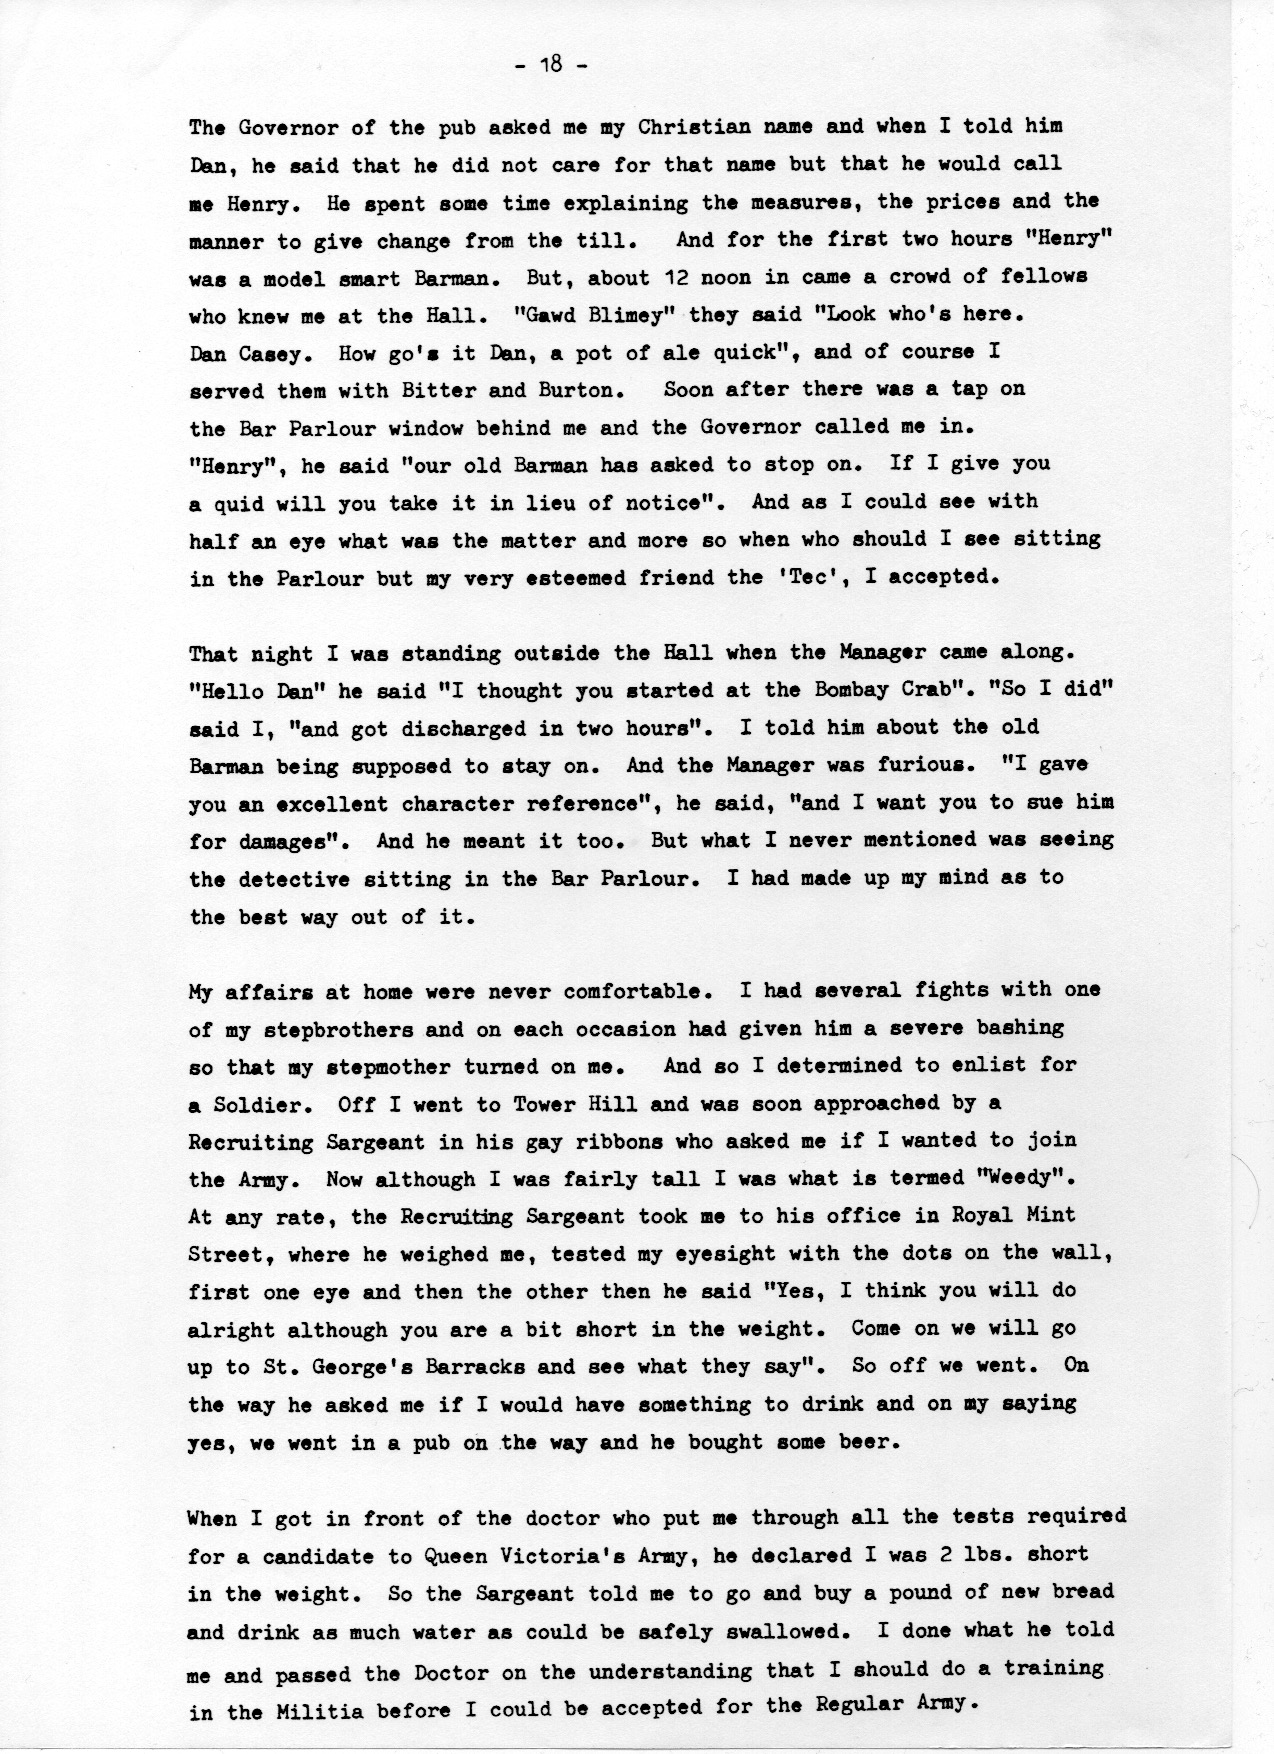 - 18 -
The Governor of the pub asked me my Christian name and when I told him
Dan, he said that he did not care for that name but that he would call
me Henry. He spent some time explaining the measures, the prices and the
manner to give change from the till. And for the first two hours "Henry"
was a model smart Barman. But, about 12 noon in came a crowd of fellows
who knew me at the Hall. "Gawd Blimey" they said "Look who's here.
Dan Casey. How go's it Dan, a pot of ale quick", and of course I
served them with Bitter and Burton. Soon after there was a tap on
the Bar Parlour window behind me and the Governor called me in.
"Henry", he said "our old Barman has asked to stop on. If I give you
a quid will you take it in lieu of notice". And as I could see with
half an eye what was the matter and more so when who should I see sitting
in the Parlour but my very esteemed friend the 'Tec', I accepted.
That night I was standing outside the Hall when the Manager came along.
"Hello Dan" he said "I thought you started at the Bombay Crab". "So I did"
said I, "and got discharged in two hours". I told him about the old
Barman being supposed to stay on. And the Manager was furious. "I gave
you an excellent character reference", he said, "and I want you to sue him
for damages". And he meant it too. But what I never mentioned was seeing
the detective sitting in the Bar Parlour. I had made up my mind as to
the best way out of it.
My affairs at home were never comfortable. I had several fights with one
of my stepbrothers and on each occasion had given him a severe bashing
so that my stepmother turned on me. And so I determined to enlist for
a Soldier. Off I went to Tower Hill and was soon approached by a
Recruiting Sargeant in his gay ribbons who asked me if I wanted to join
the Army. Now although I was fairly tall I was what is termed "Weedy".
At any rate, the Recruiting Sargeant took me to his office in Royal Mint
Street, where he weighed me, tested my eyesight with the dots on the wall,
first one eye and then the other then he said "Yes, I think you will do
alright although you are a bit short in the weight. Come on we will go
up to St. George's Barracks and see what they say". So off we went. On
the way he asked me if I would have something to drink and on my saying
yes, we went in a pub on the way and he bought some beer.
When I got in front of the doctor who put me through all the tests required
for a candidate to Queen Victoria's Army, he declared I was 2 lbs. short
in the weight. So the Sargeant told me to go and buy a pound of new bread
and drink as much water as could be safely swallowed. I done what he told
me and passed the Doctor on the understanding that I should do a training
in the Militia before I could be accepted for the Regular Army.